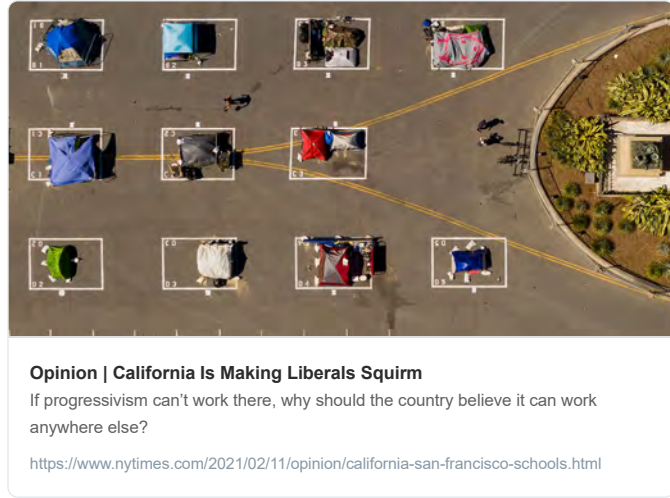 Opinion | California Is Making Liberals Squirm
If progressivism can't work there, why should the country believe it can work
anywhere else?
https://www.nytimes.com/2021/02/11/opinion/california-san-francisco-schools.html